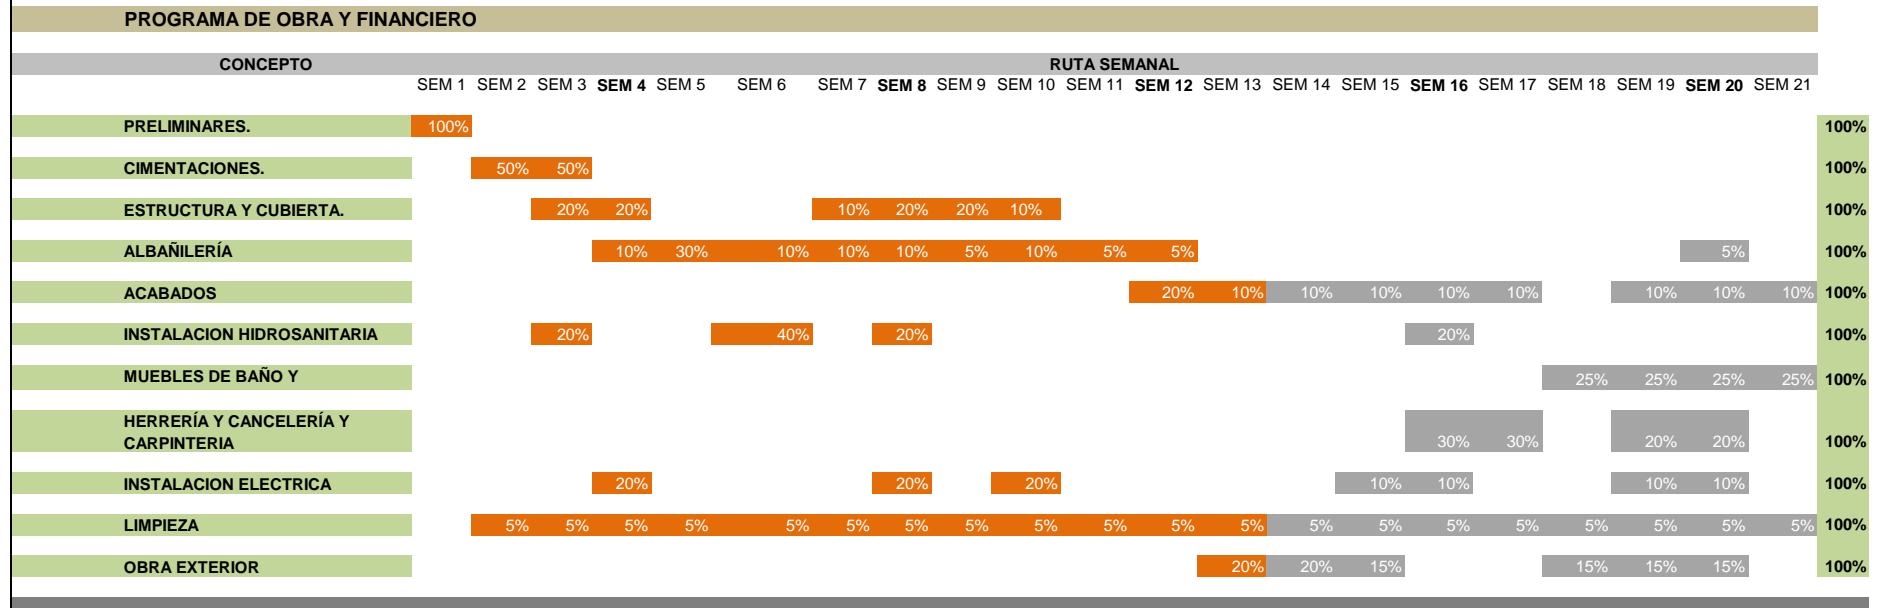 PROGRAMA DE OBRA Y FINANCIERO
CONCEPTO RUTA SEMANAL
SEM 1 SEM 2 SEM 3 SEM 4 SEM 5 SEM 6 SEM 7 SEM 8 SEM 9 SEM 10 SEM 11 SEM 12 SEM 13 SEM 14 SEM 15 SEM 16 SEM 17 SEM 18 SEM 19 SEM 20 SEM 21
PRELIMINARES. 100% 100%
CIMENTACIONES. 50% 50% 100%
ESTRUCTURA Y CUBIERTA. 20% 20% 10% 20% 20% 10% 100%
ALBAÑILERÍA 10% 30% 10% 10% 10% 5% 10% 5% 5% 5% 100%
ACABADOS 20% 10% 10% 10% 10% 10% 10% 10% 10% 100%
INSTALACION HIDROSANITARIA 20% 40% 20% 20% 100%
MUEBLES DE BAÑO Y 25% 25% 25% 25% 100%
HERRERÍA Y CANCELERÍA Y
CARPINTERIA 30% 30% 20% 20% 100%
INSTALACION ELECTRICA 20% 20% 20% 10% 10% 10% 10% 100%
LIMPIEZA 5% 5% 5% 5% 5% 5% 5% 5% 5% 5% 5% 5% 5% 5% 5% 5% 5% 5% 5% 5% 100%
OBRA EXTERIOR 20% 20% 15% 15% 15% 15% 100%